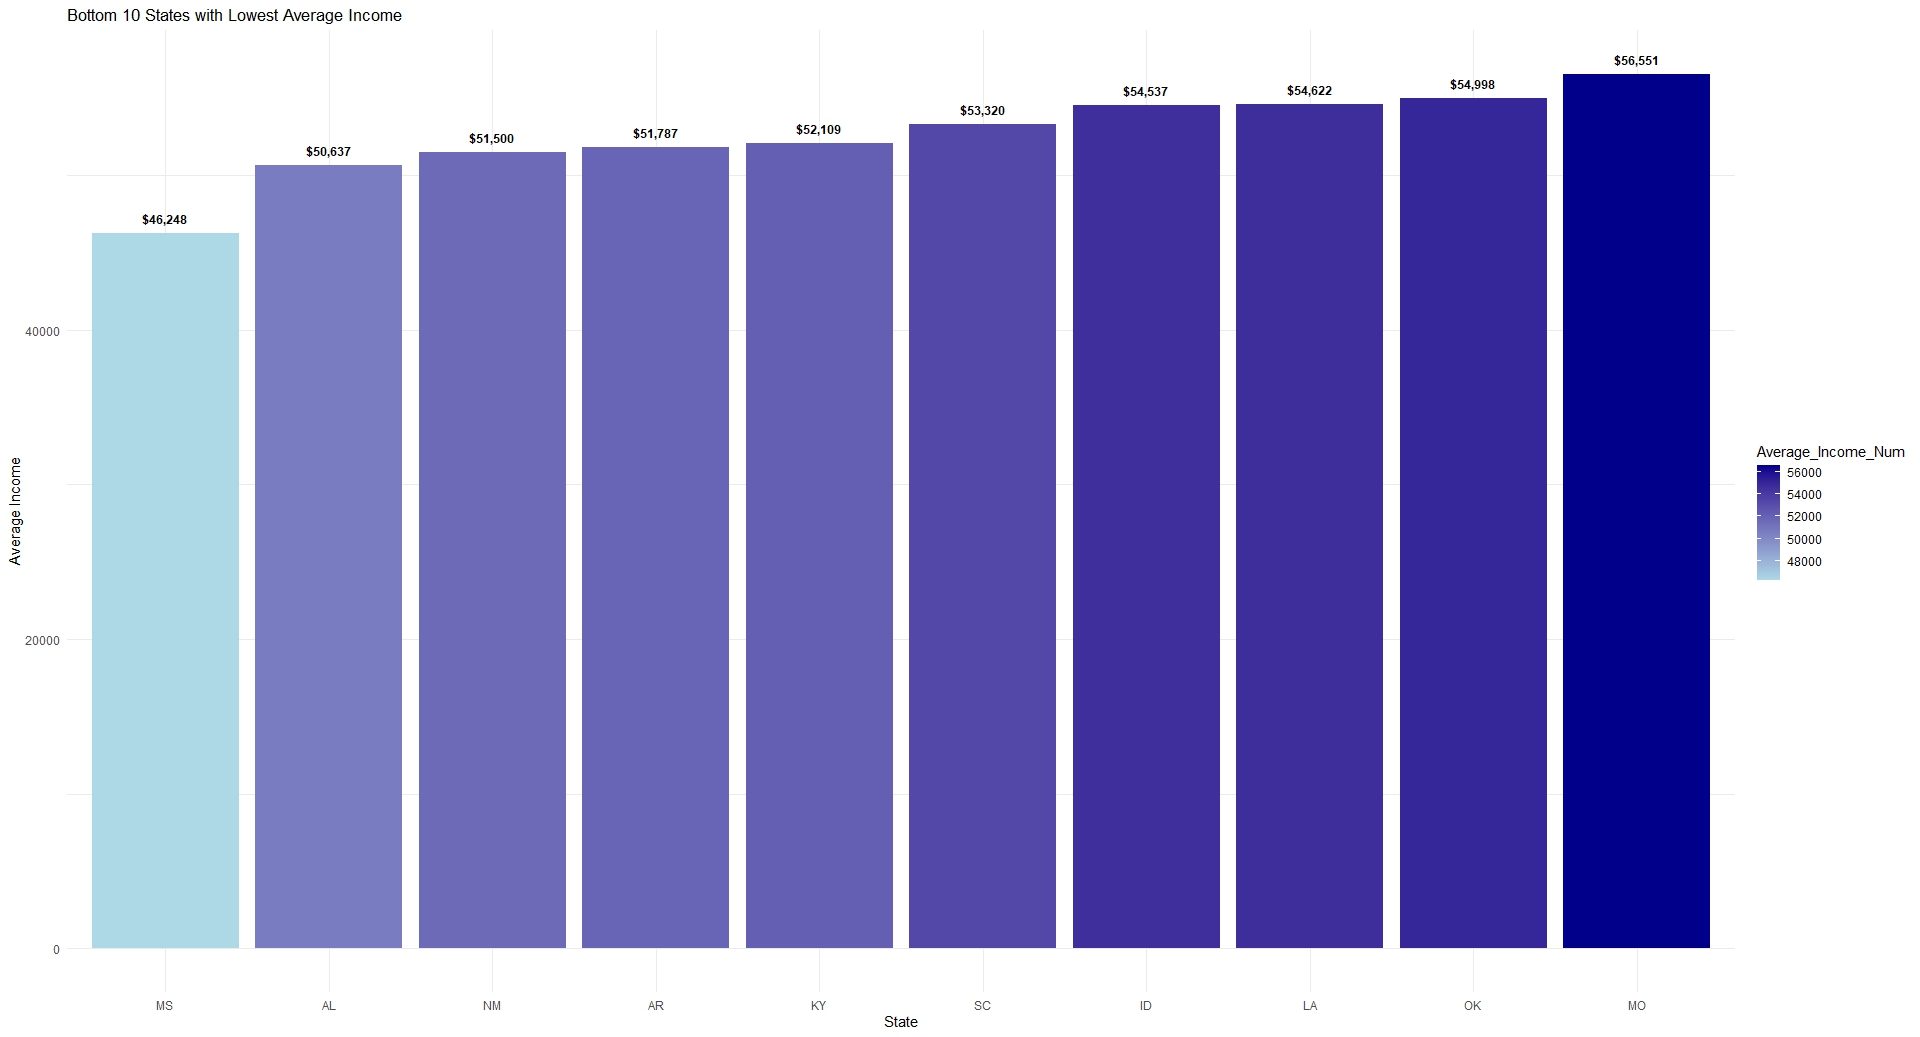 Bottom 10 States with Lowest Average Income
$46,248
$50,637
$51,500
$51,787
$52,109
$53,320
$54,537
$54,622
$54,998
$56,551
Average Income
40000
20000
0
MS
AL
NM
AR
KY
SC
ID
LA
OK
MO
State
Average_Income_Num
56000
54000
52000
50000
48000